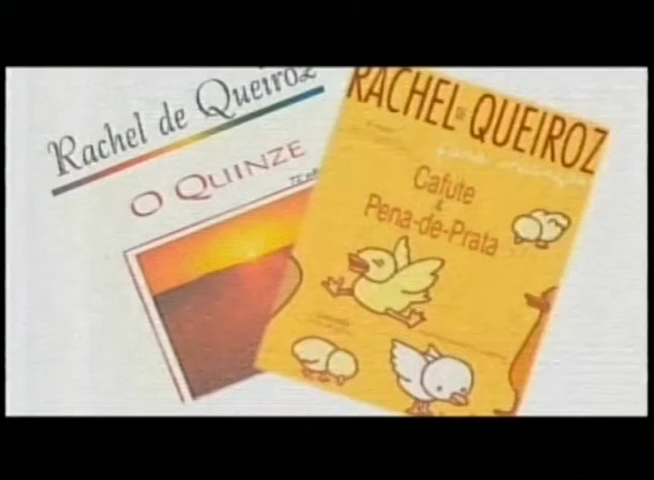 Rachel de Queiroz
O QUINZE
RACHEL DE QUEIROZ
Cafute
&
Pena-de-Prata